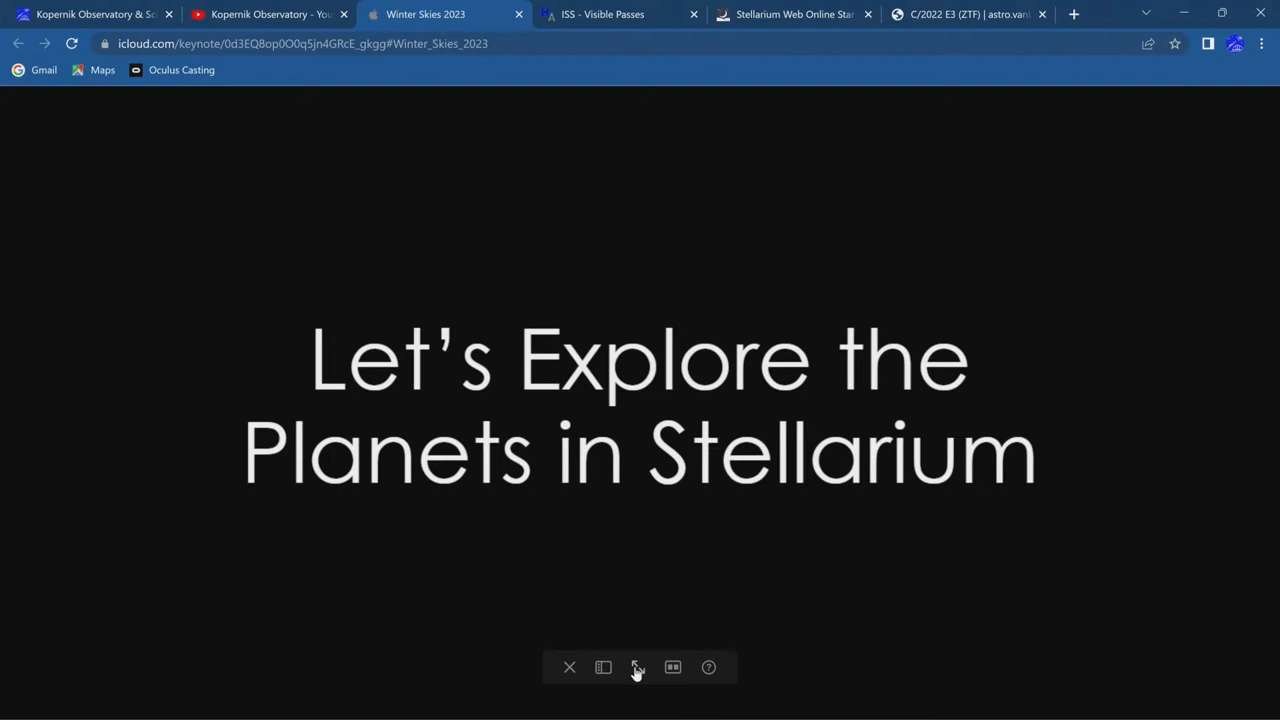 Kopernik Observatory & Sc
Kopernik Observatory - You
Winter Skies 2023
ISS - Visible Passes
Stellarium Web Online Star
C/2022 E3 (ZTF) | astro.vanb
icloud.com/keynote/0d3EQ8op0O0q5jn4GRcE_gkgg#Winter_Skies_2023
Gmail
Maps
Oculus Casting
Let’s Explore the
Planets in Stellarium